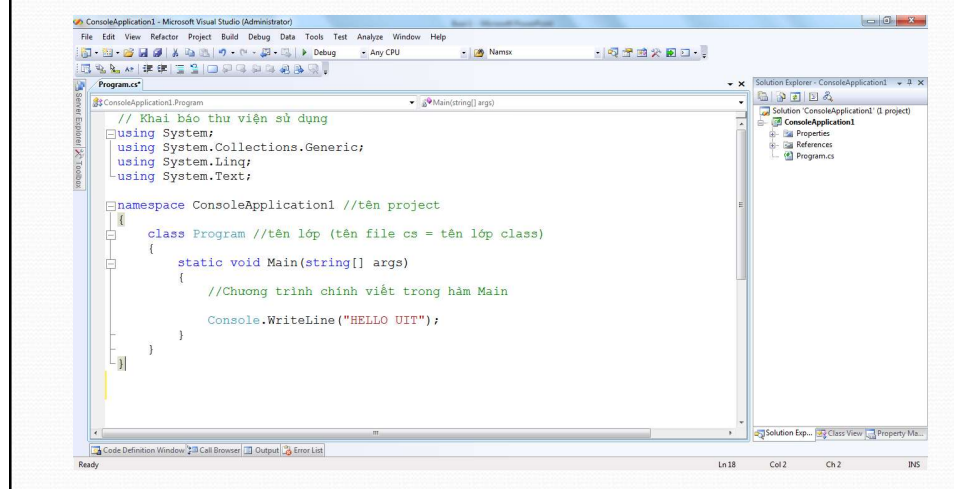 ConsoleApplication1 - Microsoft Visual Studio (Administrator)
File Edit View Refactor Project Build Debug Data Tools Test Analyze Window Help
Debug Any CPU Namsx
Server Explorer
Toolbox
Program.cs*
ConsoleApplication1.Program Main(string[] args)
// Khai báo thư viện sử dụng
using System;
using System.Collections.Generic;
using System.Linq;
using System.Text;
namespace ConsoleApplication1 //tên project
{
class Program //tên lớp (tên file cs = tên lớp class)
{
static void Main(string[] args)
{
//Chương trình chính viết trong hàm Main
Console.WriteLine("HELLO UIT");
}
}
}
Solution Explorer - ConsoleApplication1
Solution 'ConsoleApplication1' (1 project)
ConsoleApplication1
Properties
References
Program.cs
Solution Exp... Class View Property Ma...
Code Definition Window Call Browser Output Error List
Ready Ln 18 Col 2 Ch 2 INS